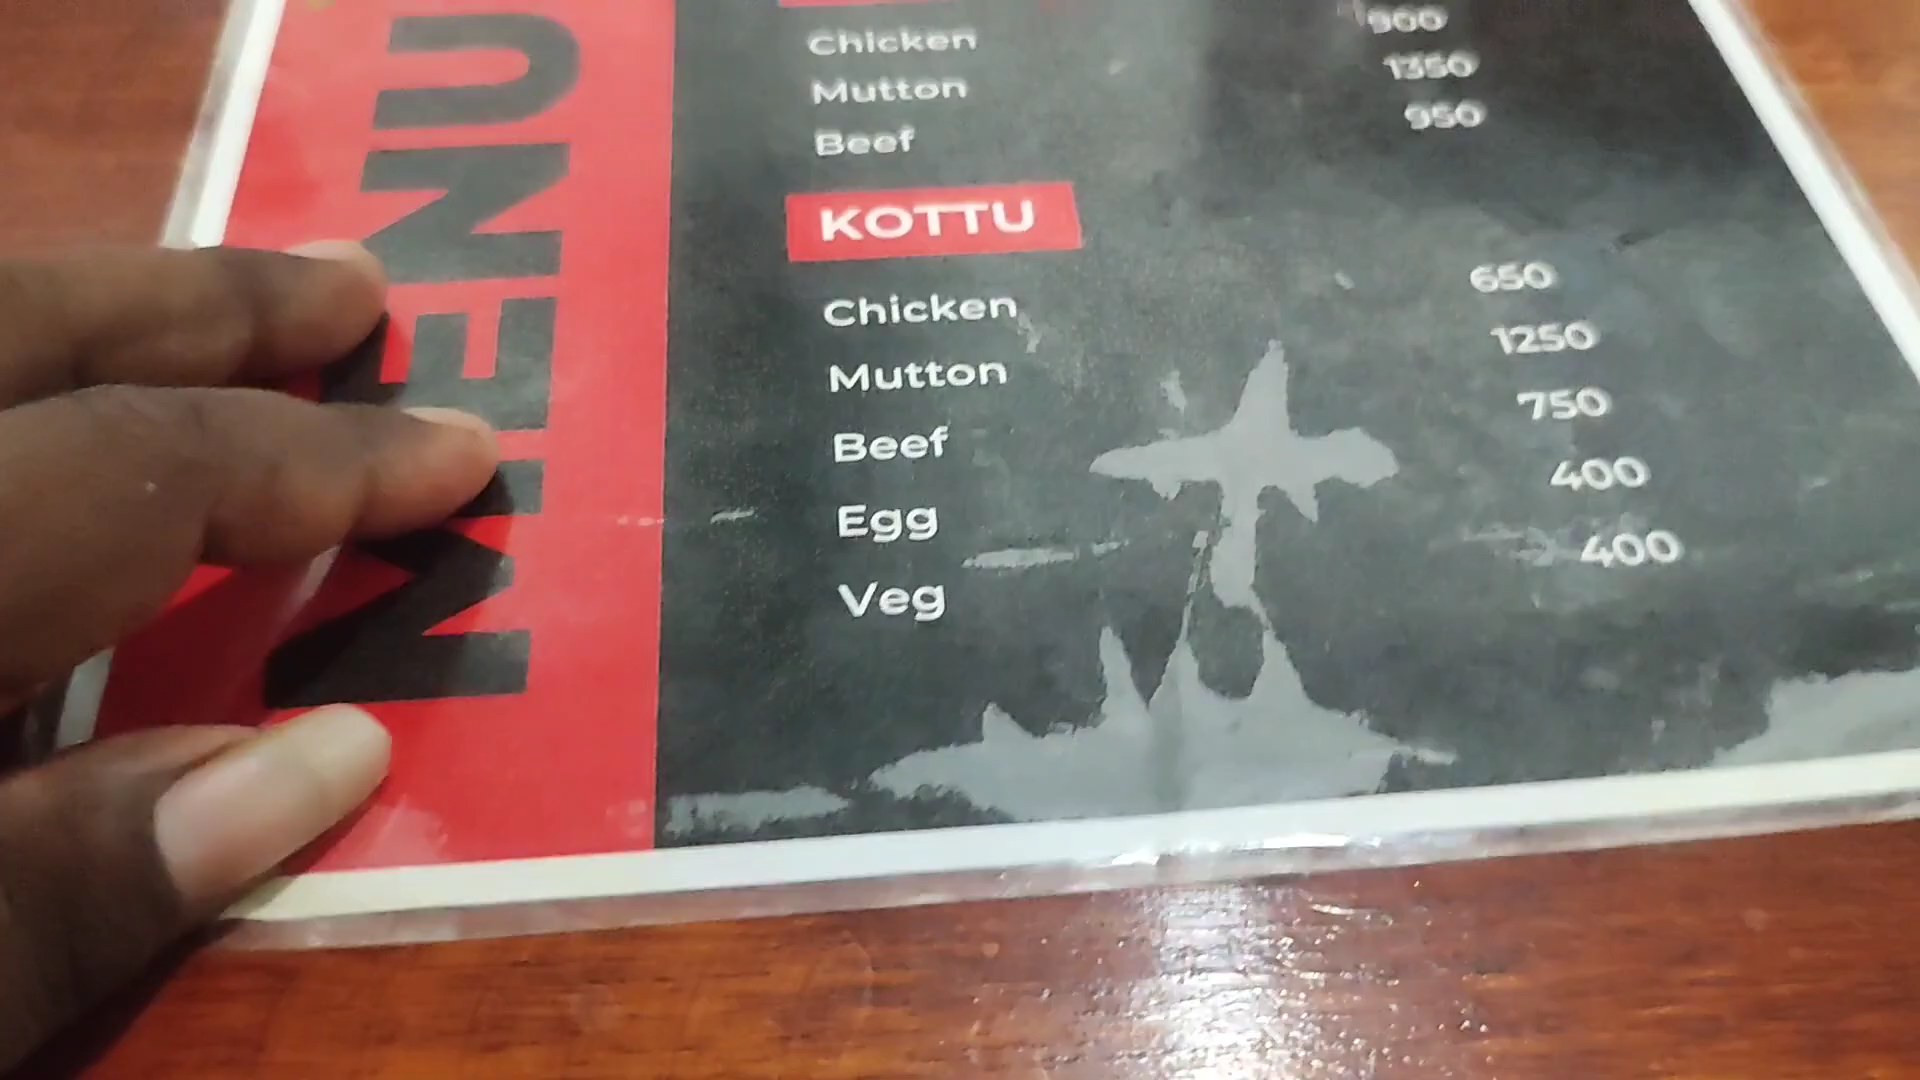 MENU
Chicken 900
Mutton 1350
Beef 950
KOTTU
Chicken 650
Mutton 1250
Beef 750
Egg 400
Veg 400